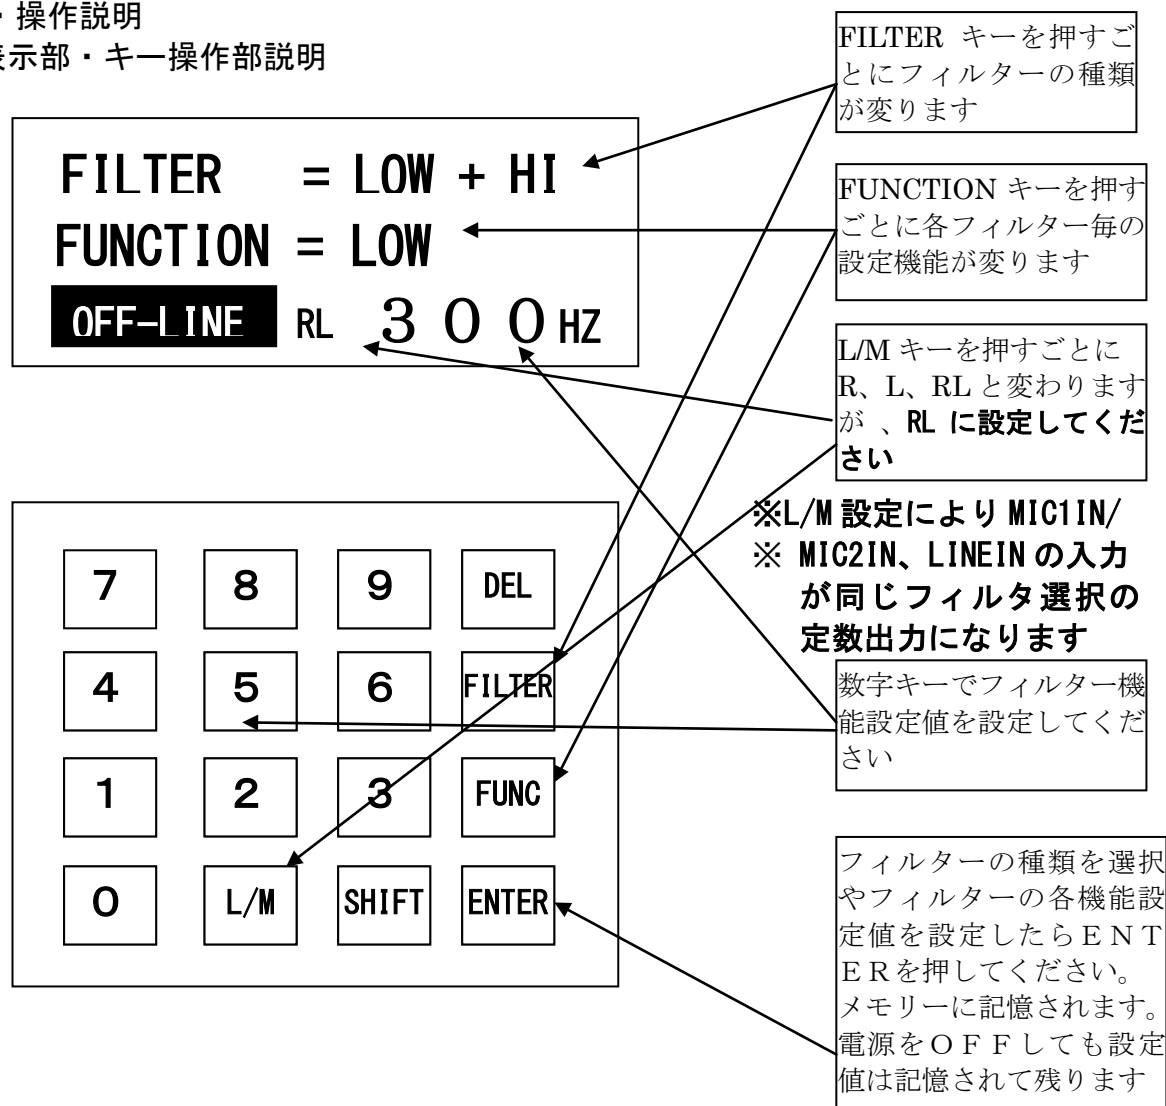 ・操作説明
表示部・キー操作部説明
FILTER キーを押すご
とにフィルターの種類
が変ります
FILTER = LOW + HI
FUNCTION = LOW
OFF-LINE RL ３００HZ
FUNCTION キーを押す
ごとに各フィルター毎の
設定機能が変ります
L/M キーを押すごとに
R、L、RL と変わります
が 、RL に設定してくだ
さい
※L/M 設定により MIC1IN/
※ MIC2IN、LINEIN の入力
が同じフィルタ選択の
定数出力になります
7 8 9 DEL
4 5 6 FILTER
1 2 3 FUNC
0 L/M SHIFT ENTER
数字キーでフィルター機
能設定値を設定してくだ
さい
フィルターの種類を選択
やフィルターの各機能設
定値を設定したらＥＮＴ
ＥＲを押してください。
メモリーに記憶されます。
電源をＯＦＦしても設定
値は記憶されて残ります